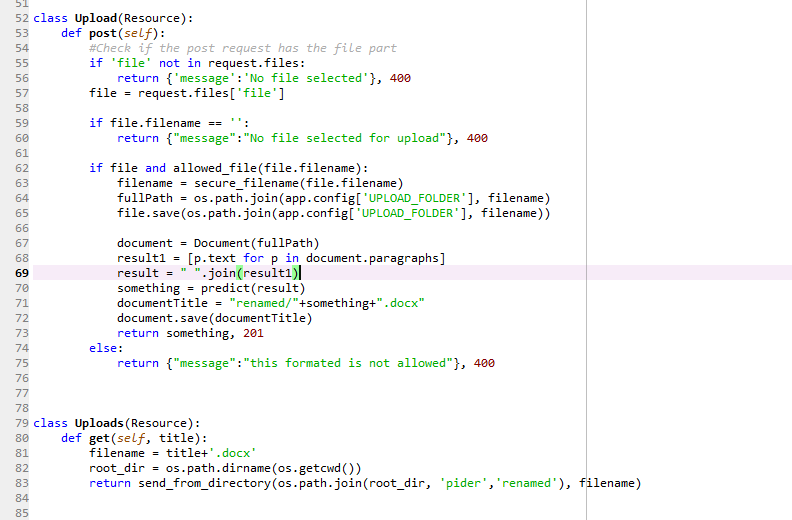 51
52 class Upload(Resource):
53     def post(self):
54         #Check if the post request has the file part
55         if 'file' not in request.files:
56             return {'message':'No file selected'}, 400
57         file = request.files['file']
58
59         if file.filename == '':
60             return {"message":"No file selected for upload"}, 400
61
62         if file and allowed_file(file.filename):
63             filename = secure_filename(file.filename)
64             fullPath = os.path.join(app.config['UPLOAD_FOLDER'], filename)
65             file.save(os.path.join(app.config['UPLOAD_FOLDER'], filename))
66
67             document = Document(fullPath)
68             result1 = [p.text for p in document.paragraphs]
69             result = " ".join(result1)
70             something = predict(result)
71             documentTitle = "renamed/"+something+".docx"
72             document.save(documentTitle)
73             return something, 201
74         else:
75             return {"message":"this formated is not allowed"}, 400
76
77
78
79 class Uploads(Resource):
80     def get(self, title):
81         filename = title+'.docx'
82         root_dir = os.path.dirname(os.getcwd())
83         return send_from_directory(os.path.join(root_dir, 'pider','renamed'), filename)
84
85